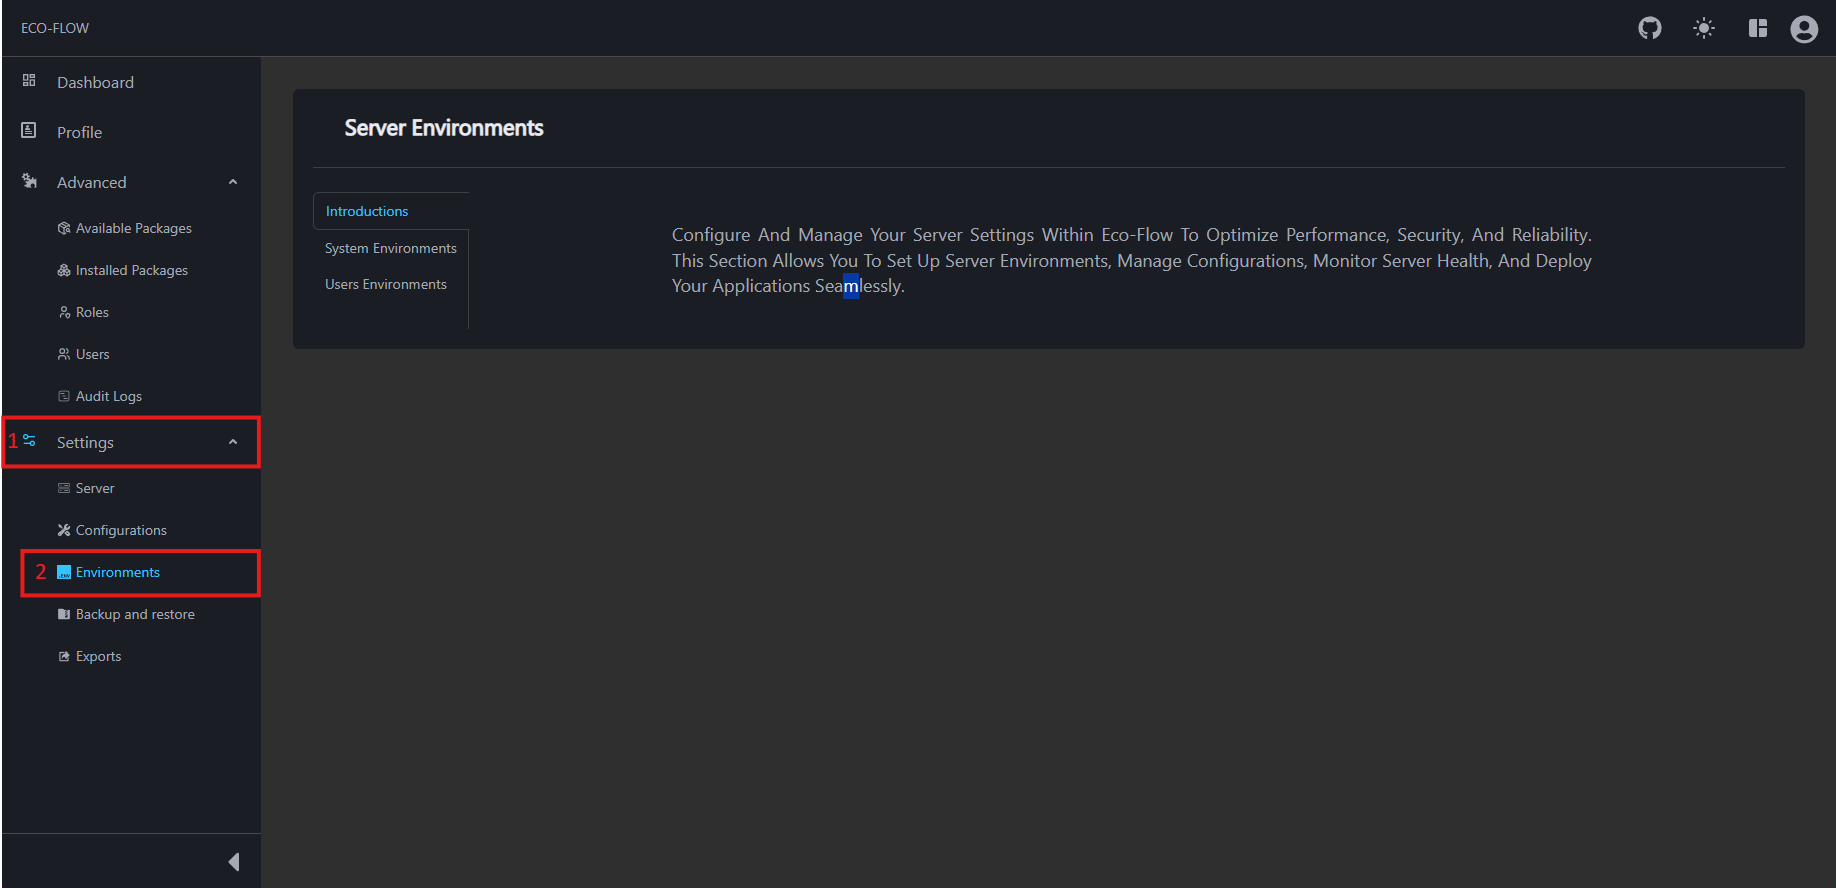 ECO-FLOW
Dashboard
Profile
Advanced
Available Packages
Installed Packages
Roles
Users
Audit Logs
1 Settings
Server
Configurations
2 .ENV Environments
Backup and restore
Exports
Server Environments
Introductions
System Environments
Users Environments
Configure And Manage Your Server Settings Within Eco-Flow To Optimize Performance, Security, And Reliability.
This Section Allows You To Set Up Server Environments, Manage Configurations, Monitor Server Health, And Deploy
Your Applications Seamlessly.